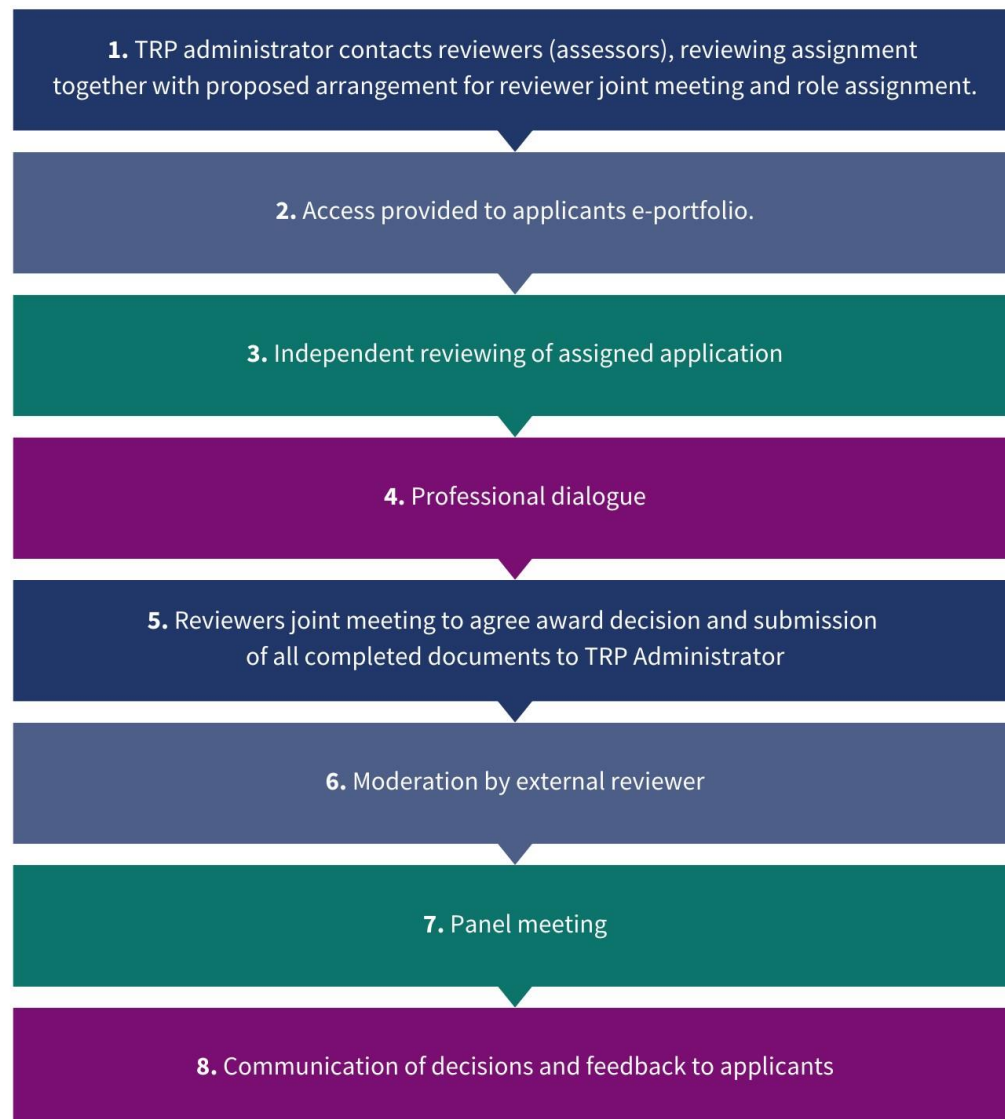 1. TRP administrator contacts reviewers (assessors), reviewing assignment
together with proposed arrangement for reviewer joint meeting and role assignment.
2. Access provided to applicants e-portfolio.
3. Independent reviewing of assigned application
4. Professional dialogue
5. Reviewers joint meeting to agree award decision and submission
of all completed documents to TRP Administrator
6. Moderation by external reviewer
7. Panel meeting
8. Communication of decisions and feedback to applicants